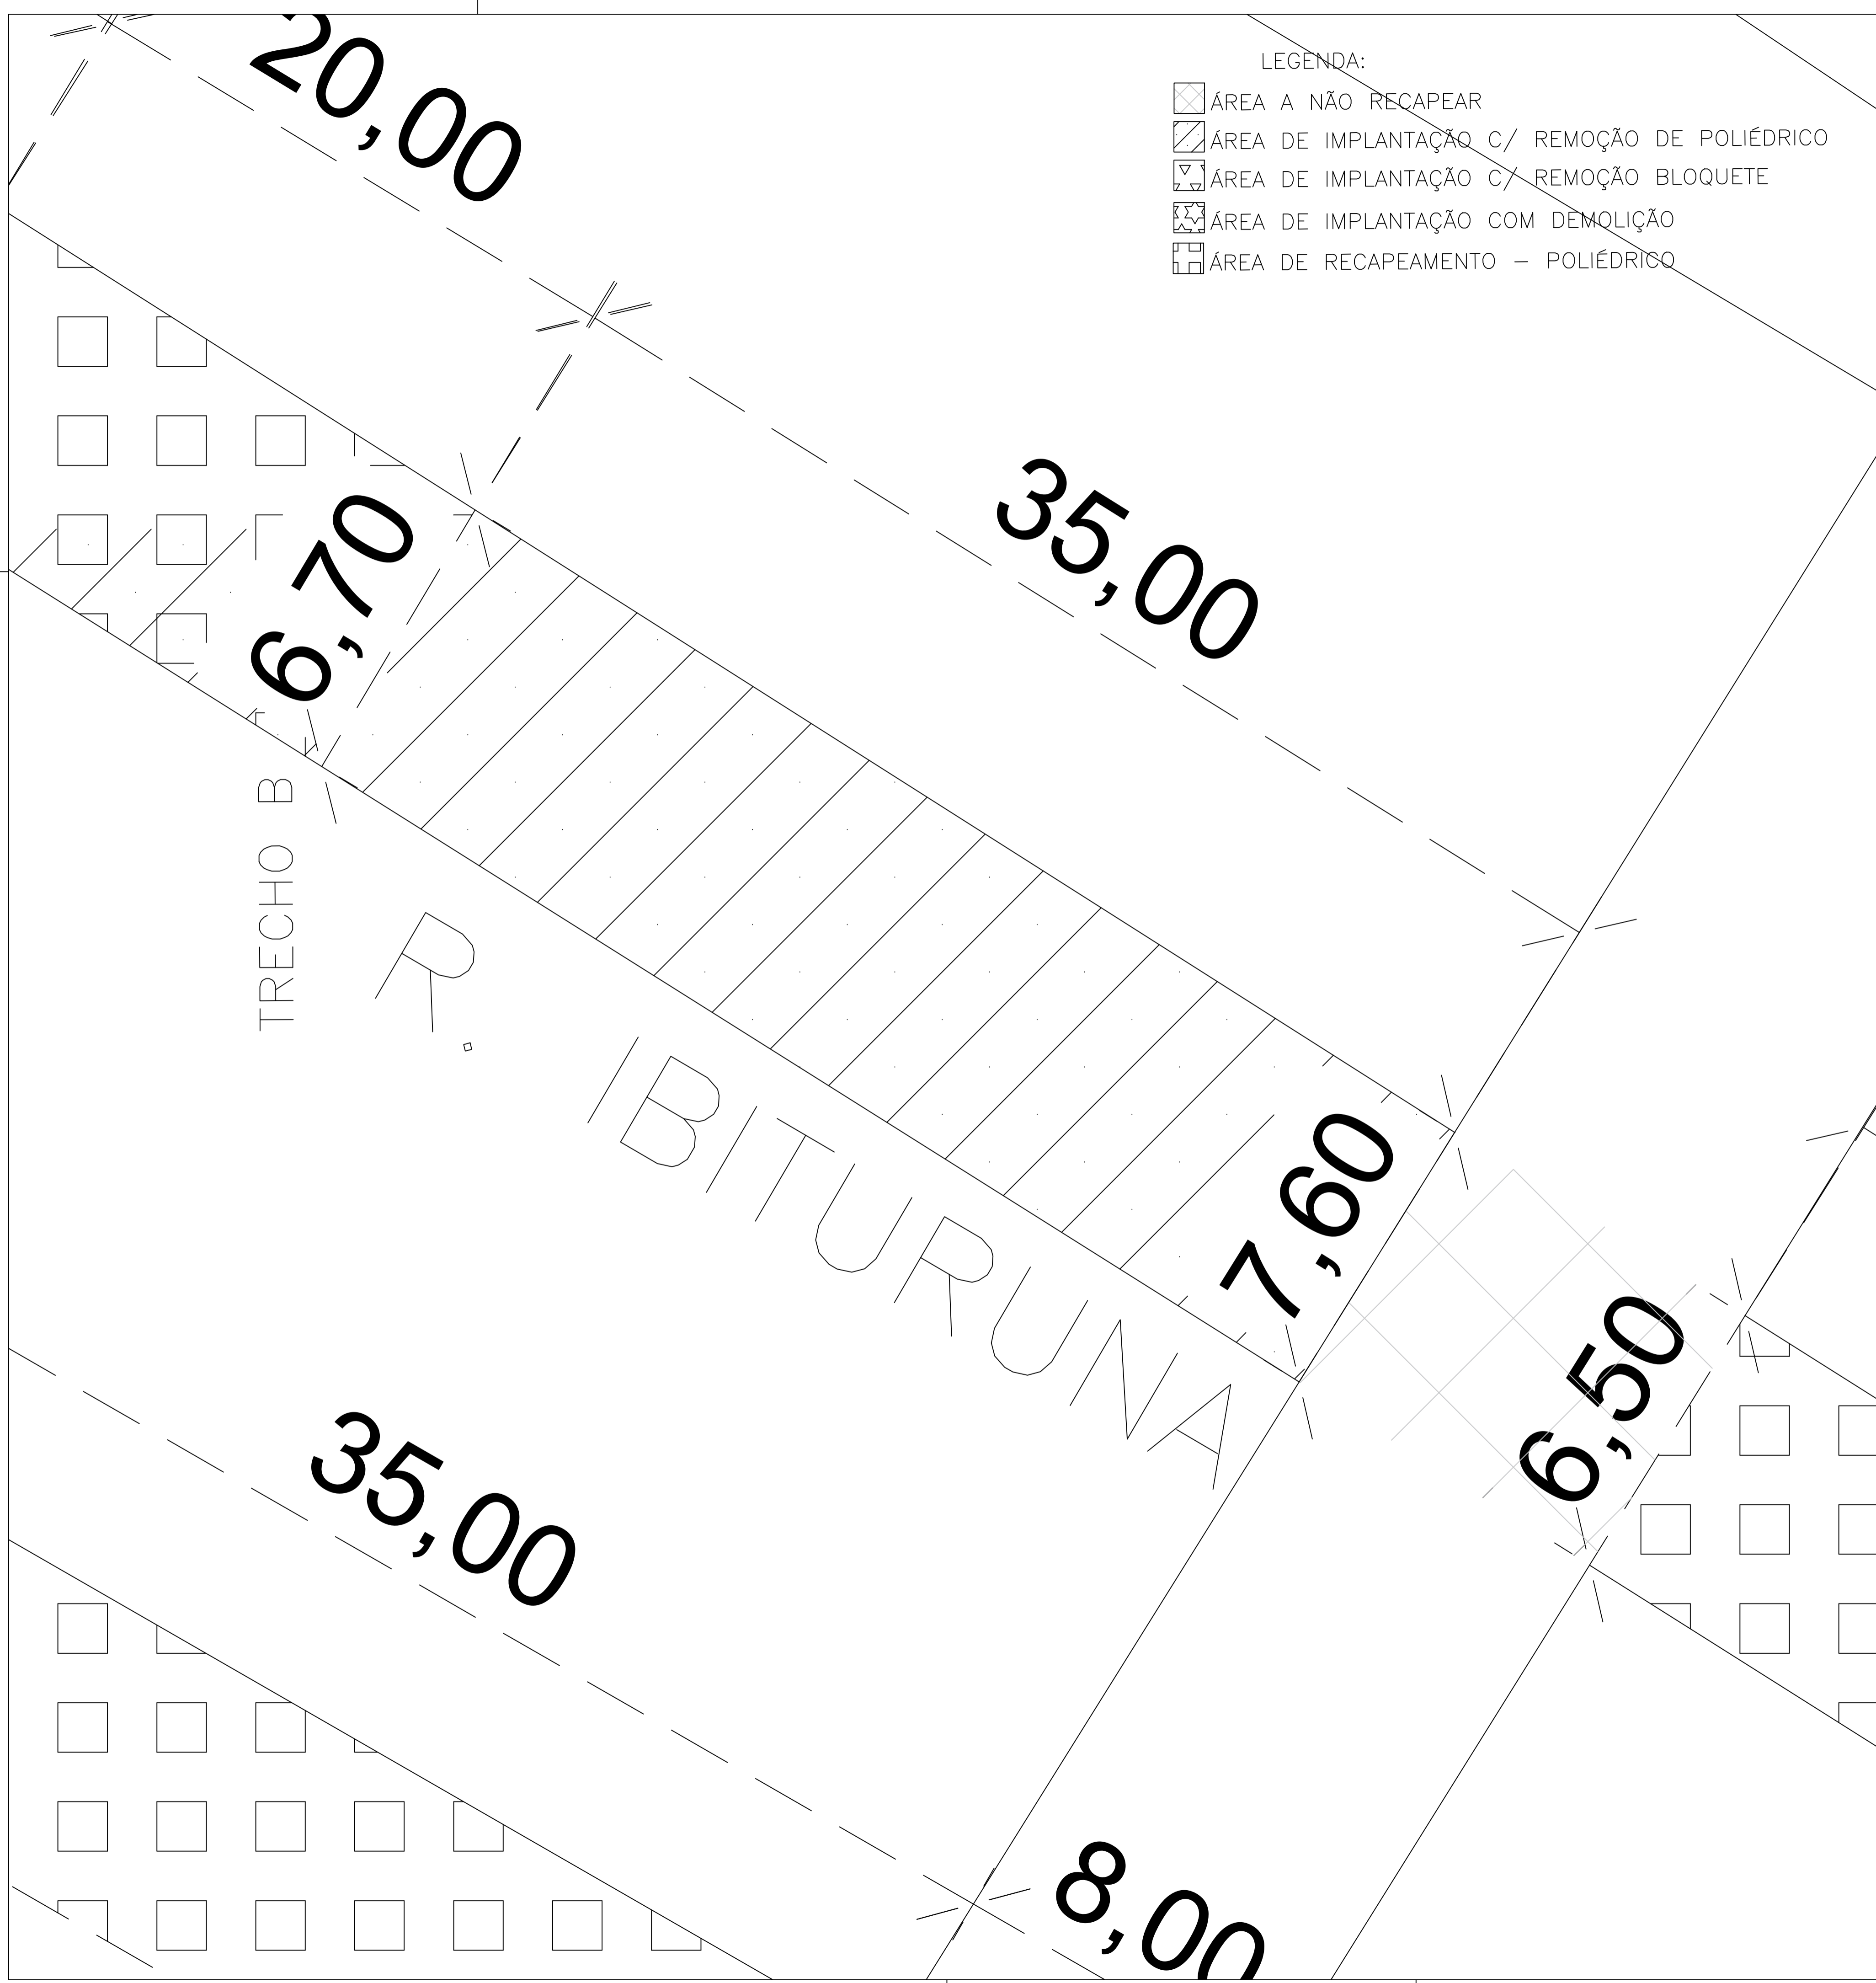 20,00
LEGENDA:
ÁREA A NÃO RECAPEAR
ÁREA DE IMPLANTAÇÃO C/ REMOÇÃO DE POLIÉDRICO
ÁREA DE IMPLANTAÇÃO C/ REMOÇÃO BLOQUETE
ÁREA DE IMPLANTAÇÃO COM DEMOLIÇÃO
ÁREA DE RECAPEAMENTO - POLIÉDRICO
35,00
6,70
TRECHO B
R. IBITURUNA
7,60
6,50
35,00
8,00